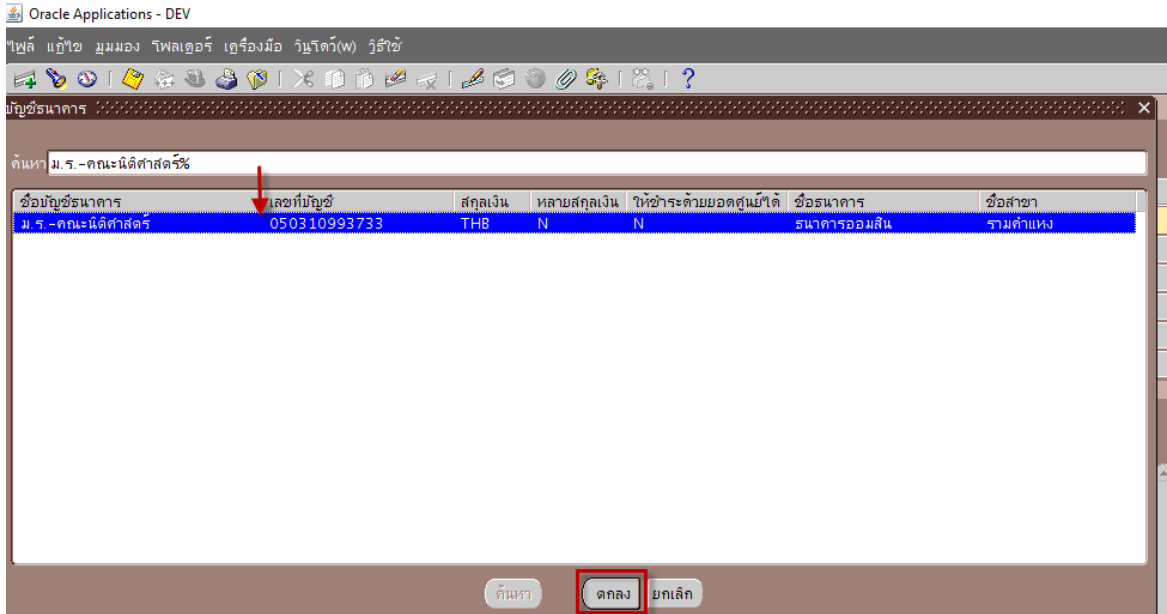 Oracle Applications - DEV
ไฟล์ แก้ไข มุมมอง โฟลเดอร์ เครื่องมือ วินโดว์(W) วิธีใช้
บัญชีธนาคาร
ค้นหา ม.ร.-คณะนิติศาสตร์%
ชื่อบัญชีธนาคาร เลขที่บัญชี สกุลเงิน หลายสกุลเงิน ให้ชำระด้วยยอดศูนย์ได้ ชื่อธนาคาร ชื่อสาขา
ม.ร.-คณะนิติศาสตร์ 050310993733 THB N N ธนาคารออมสิน รามคำแหง
ค้นหา ตกลง ยกเลิก